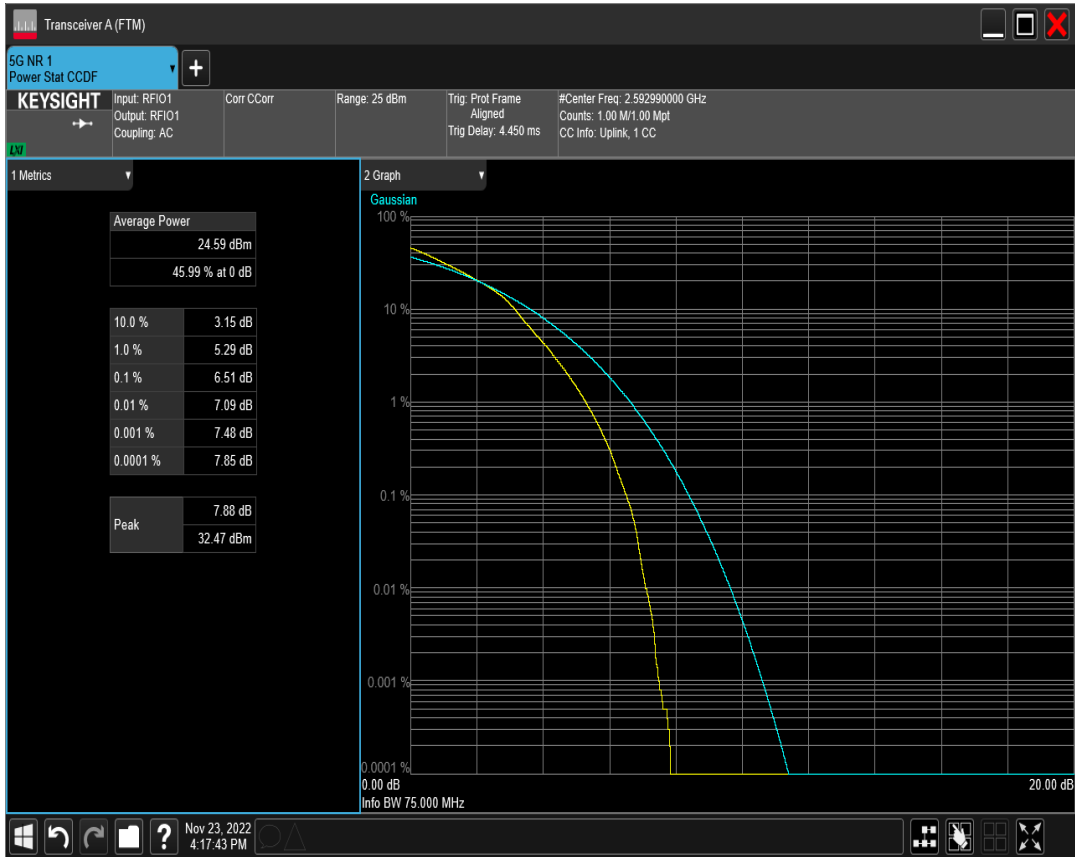 Transceiver A (FTM)
5G NR 1
Power Stat CCDF
+
KEYSIGHT
LXI
Input: RFIO1
Output: RFIO1
Coupling: AC
Corr CCorr
Range: 25 dBm
Trig: Prot Frame
Aligned
Trig Delay: 4.450 ms
#Center Freq: 2.592990000 GHz
Counts: 1.00 M/1.00 Mpt
CC Info: Uplink, 1 CC
1 Metrics
Average Power
24.59 dBm
45.99 % at 0 dB
10.0 % 3.15 dB
1.0 % 5.29 dB
0.1 % 6.51 dB
0.01 % 7.09 dB
0.001 % 7.48 dB
0.0001 % 7.85 dB
Peak
7.88 dB
32.47 dBm
2 Graph
Gaussian
100 %
10 %
1 %
0.1 %
0.01 %
0.001 %
0.0001 %
0.00 dB
20.00 dB
Info BW 75.000 MHz
?
Nov 23, 2022
4:17:43 PM